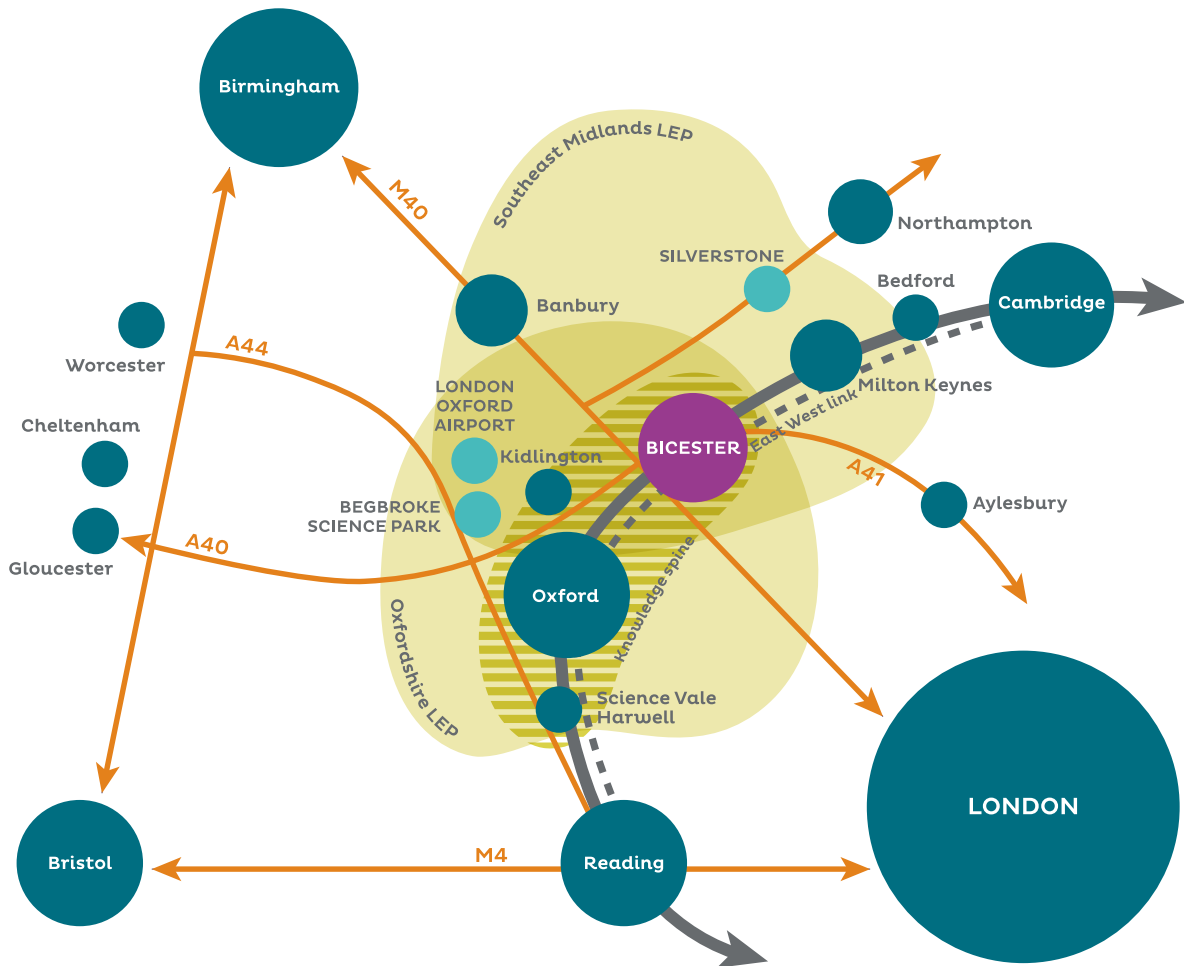 Birmingham
Southeast Midlands LEP
M40
Northampton
SILVERSTONE
Bedford
Cambridge
Banbury
Worcester
A44
Milton Keynes
LONDON
OXFORD
AIRPORT
East West link
Cheltenham
Kidlington
BICESTER
A41
BEGBROKE
SCIENCE PARK
Aylesbury
A40
Gloucester
Oxford
Knowledge spine
Oxfordshire LEP
Science Vale
Harwell
LONDON
M4
Bristol
Reading